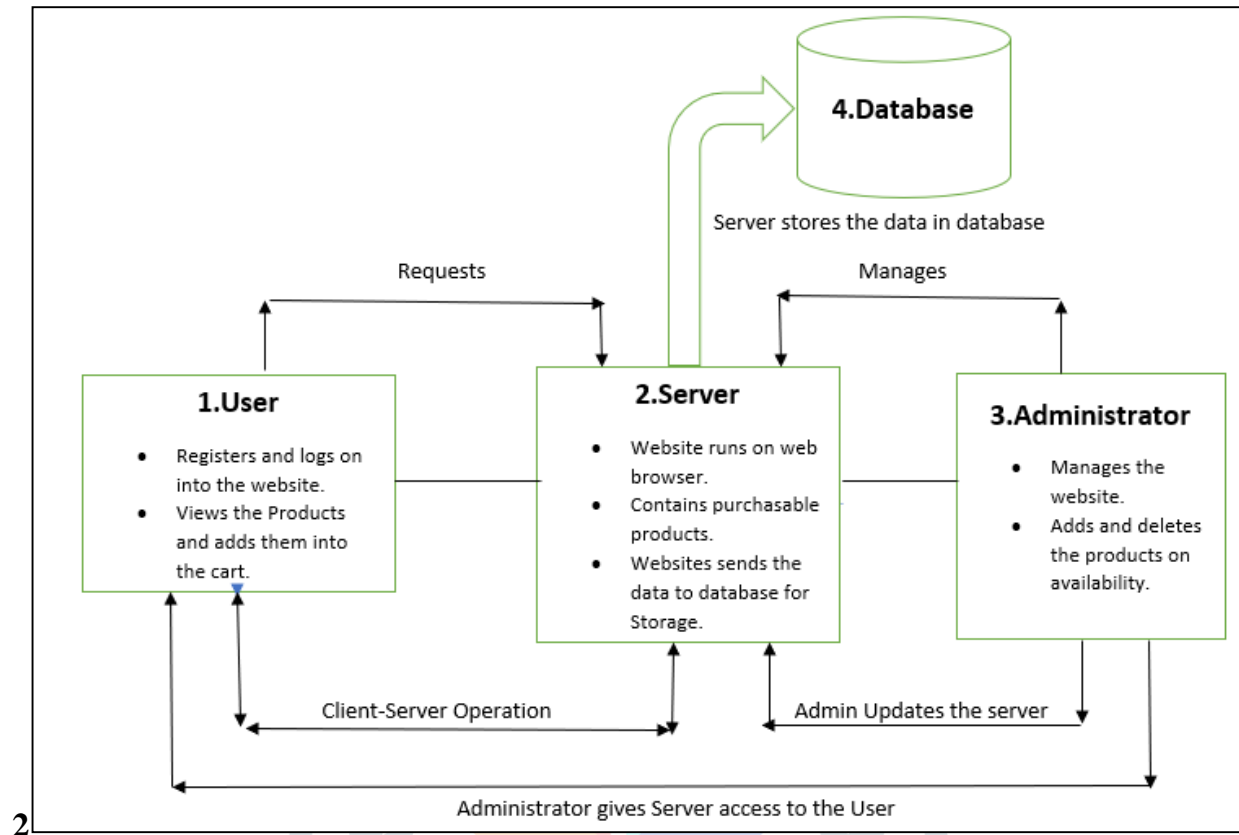 4.Database
Server stores the data in database
Requests
Manages
1.User
● Registers and logs on
into the website.
● Views the Products
and adds them into
the cart.
2.Server
● Website runs on web
browser.
● Contains purchasable
products.
● Websites sends the
data to database for
Storage.
3.Administrator
● Manages the
website.
● Adds and deletes
the products on
availability.
Client-Server Operation
Admin Updates the server
Administrator gives Server access to the User
2